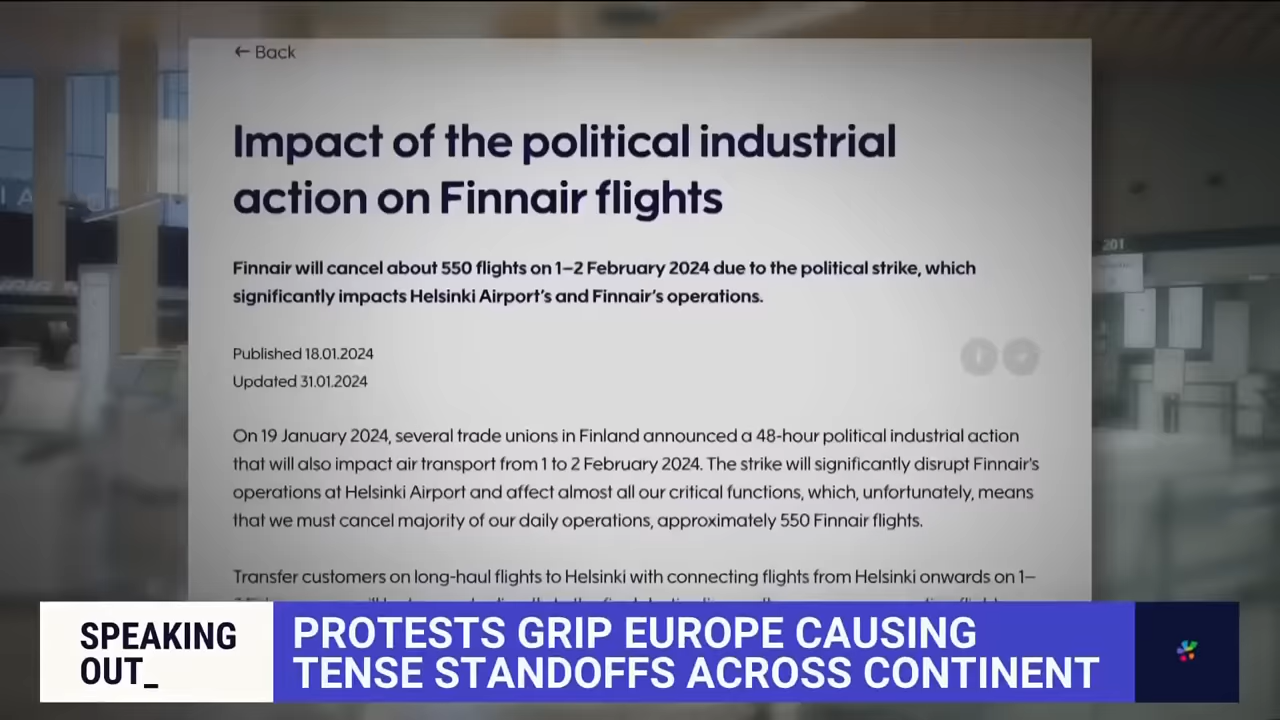 ← Back
Impact of the political industrial
action on Finnair flights
Finnair will cancel about 550 flights on 1–2 February 2024 due to the political strike, which
significantly impacts Helsinki Airport's and Finnair's operations.
Published 18.01.2024
Updated 31.01.2024
On 19 January 2024, several trade unions in Finland announced a 48-hour political industrial action
that will also impact air transport from 1 to 2 February 2024. The strike will significantly disrupt Finnair's
operations at Helsinki Airport and affect almost all our critical functions, which, unfortunately, means
that we must cancel majority of our daily operations, approximately 550 Finnair flights.
Transfer customers on long-haul flights to Helsinki with connecting flights from Helsinki onwards on 1–
201
SPEAKING
OUT_
PROTESTS GRIP EUROPE CAUSING
TENSE STANDOFFS ACROSS CONTINENT